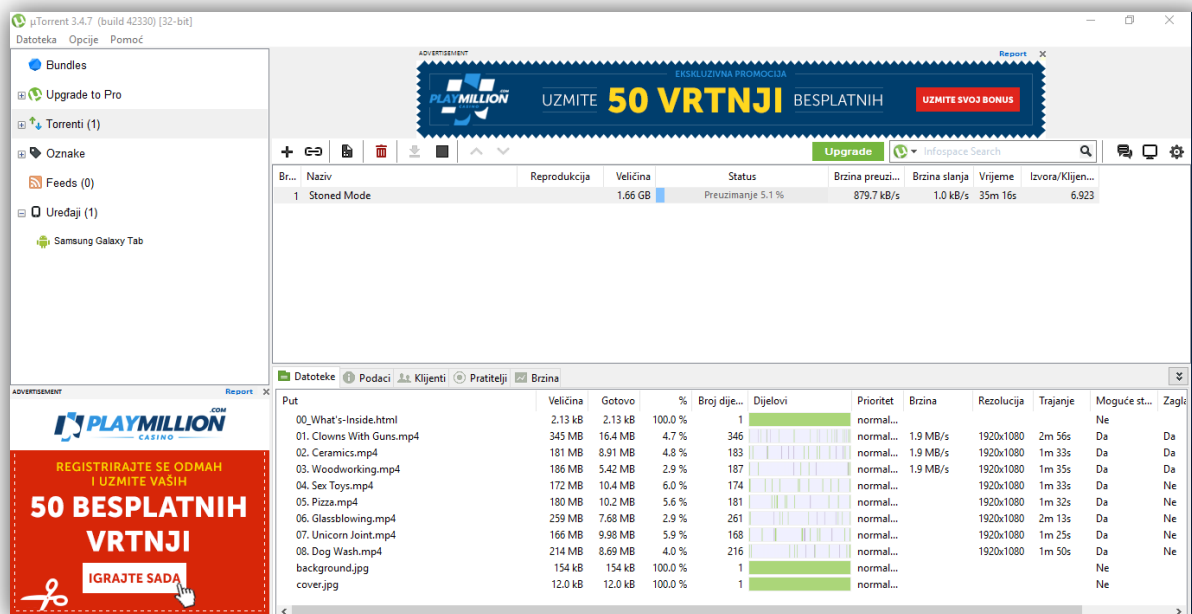 µTorrent 3.4.7 (build 42330) [32-bit]
Datoteka Opcije Pomoć
Bundles
Upgrade to Pro
Torrenti (1)
Oznake
Feeds (0)
Uređaji (1)
Samsung Galaxy Tab
ADVERTISEMENT Report X
PLAYMILLION.COM CASINO
EKSKLUZIVNA PROMOCIJA
UZMITE 50 VRTNJI BESPLATNIH
UZMITE SVOJ BONUS
Upgrade Infospace Search
Br... Naziv Reprodukcija Veličina Status Brzina preuzi... Brzina slanja Vrijeme Izvora/Klijen...
1 Stoned Mode 1.66 GB Preuzimanje 5.1 % 879.7 kB/s 1.0 kB/s 35m 16s 6.923
ADVERTISEMENT Report X
PLAYMILLION.COM
CASINO
REGISTRIRAJTE SE ODMAH
I UZMITE VAŠIH
50 BESPLATNIH
VRTNJI
IGRAJTE SADA
Datoteke Podaci Klijenti Pratitelji Brzina
Put Veličina Gotovo % Broj dije... Dijelovi Prioritet Brzina Rezolucija Trajanje Moguće st... Zagla
00_What's-Inside.html 2.13 kB 2.13 kB 100.0 % 1 normal... Ne
01. Clowns With Guns.mp4 345 MB 16.4 MB 4.7 % 346 normal... 1.9 MB/s 1920x1080 2m 56s Da Da
02. Ceramics.mp4 181 MB 8.91 MB 4.8 % 183 normal... 1.9 MB/s 1920x1080 1m 33s Da Da
03. Woodworking.mp4 186 MB 5.42 MB 2.9 % 187 normal... 1.9 MB/s 1920x1080 1m 35s Da Da
04. Sex Toys.mp4 172 MB 10.4 MB 6.0 % 174 normal... 1920x1080 1m 33s Da Ne
05. Pizza.mp4 180 MB 10.2 MB 5.6 % 181 normal... 1920x1080 1m 32s Da Ne
06. Glassblowing.mp4 259 MB 7.68 MB 2.9 % 261 normal... 1920x1080 2m 13s Da Ne
07. Unicorn Joint.mp4 166 MB 9.98 MB 5.9 % 168 normal... 1920x1080 1m 25s Da Ne
08. Dog Wash.mp4 214 MB 8.69 MB 4.0 % 216 normal... 1920x1080 1m 50s Da Ne
background.jpg 154 kB 154 kB 100.0 % 1 normal... Ne
cover.jpg 12.0 kB 12.0 kB 100.0 % 1 normal... Ne